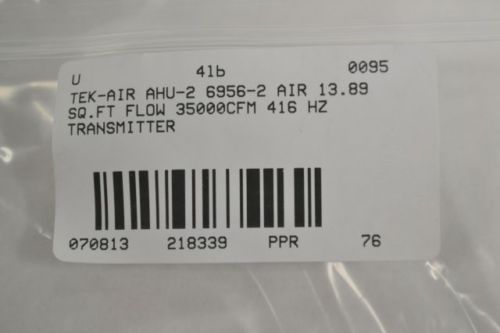 U 41b 0095
TEK-AIR AHU-2 6956-2 AIR 13.89
SQ.FT FLOW 35000CFM 416 HZ
TRANSMITTER
070813 218339 PPR 76